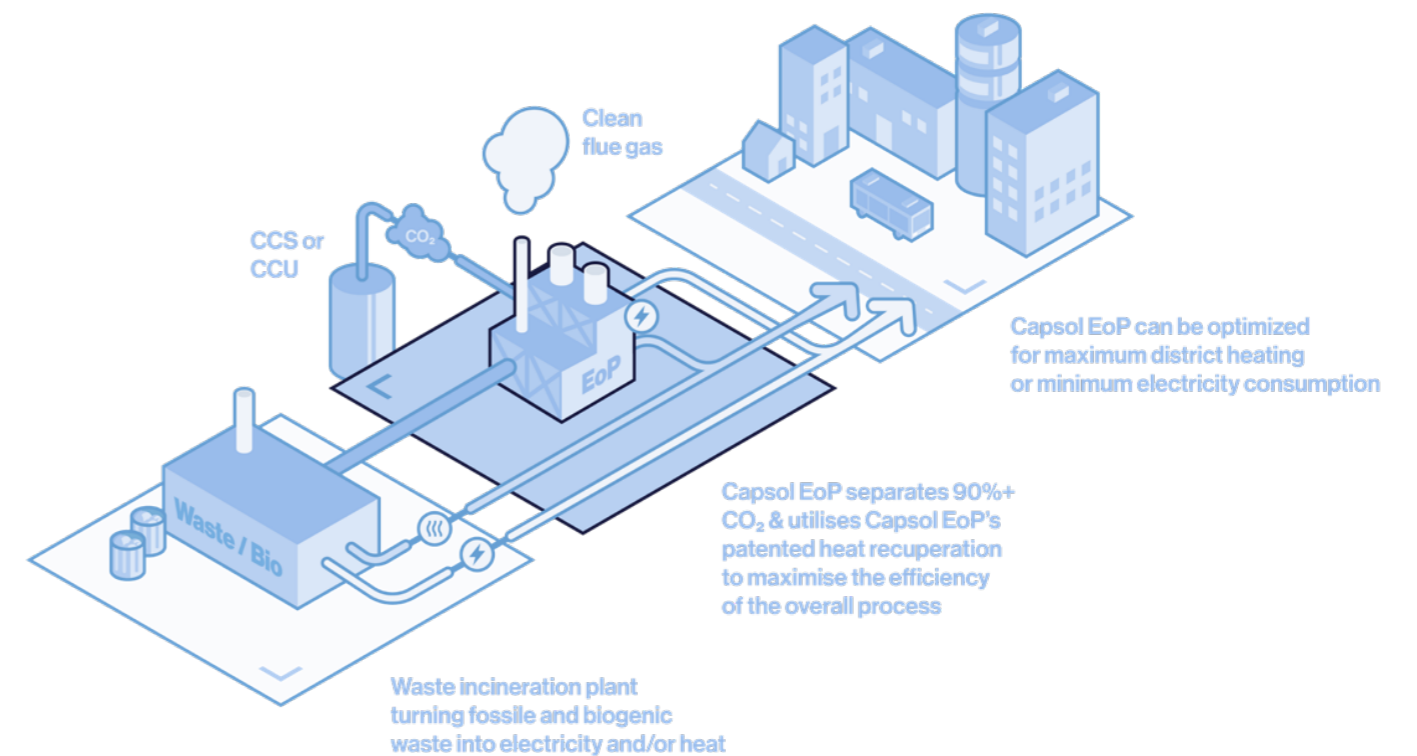 Clean
flue gas
CO₂
CCS or
CCU
EoP
Capsol EoP can be optimized
for maximum district heating
or minimum electricity consumption
Waste / Bio
Capsol EoP separates 90%+
CO₂ & utilises Capsol EoP's
patented heat recuperation
to maximise the efficiency
of the overall process
Waste incineration plant
turning fossile and biogenic
waste into electricity and/or heat